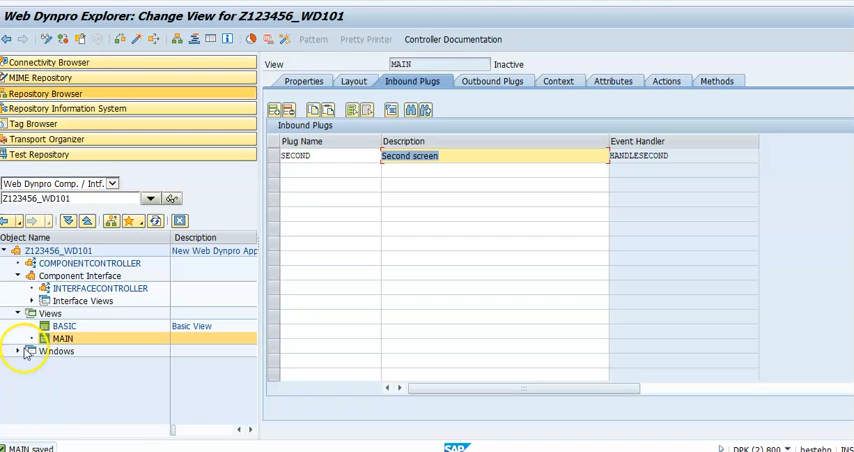 Web Dynpro Explorer: Change View for Z123456_WD101
Pattern Pretty Printer Controller Documentation
Connectivity Browser
MIME Repository
Repository Browser
Repository Information System
Tag Browser
Transport Organizer
Test Repository
Web Dynpro Comp. / Intf.
Z123456_WD101
Object Name Description
Z123456_WD101 New Web Dynpro App
COMPONENTCONTROLLER
Component Interface
INTERFACECONTROLLER
Interface Views
Views
BASIC Basic View
MAIN
Windows
View MAIN Inactive
Properties Layout Inbound Plugs Outbound Plugs Context Attributes Actions Methods
Inbound Plugs
Plug Name Description Event Handler
SECOND Second screen HANDLESECOND
MAIN saved
SAP
DPK (2) 800 hestehn INS